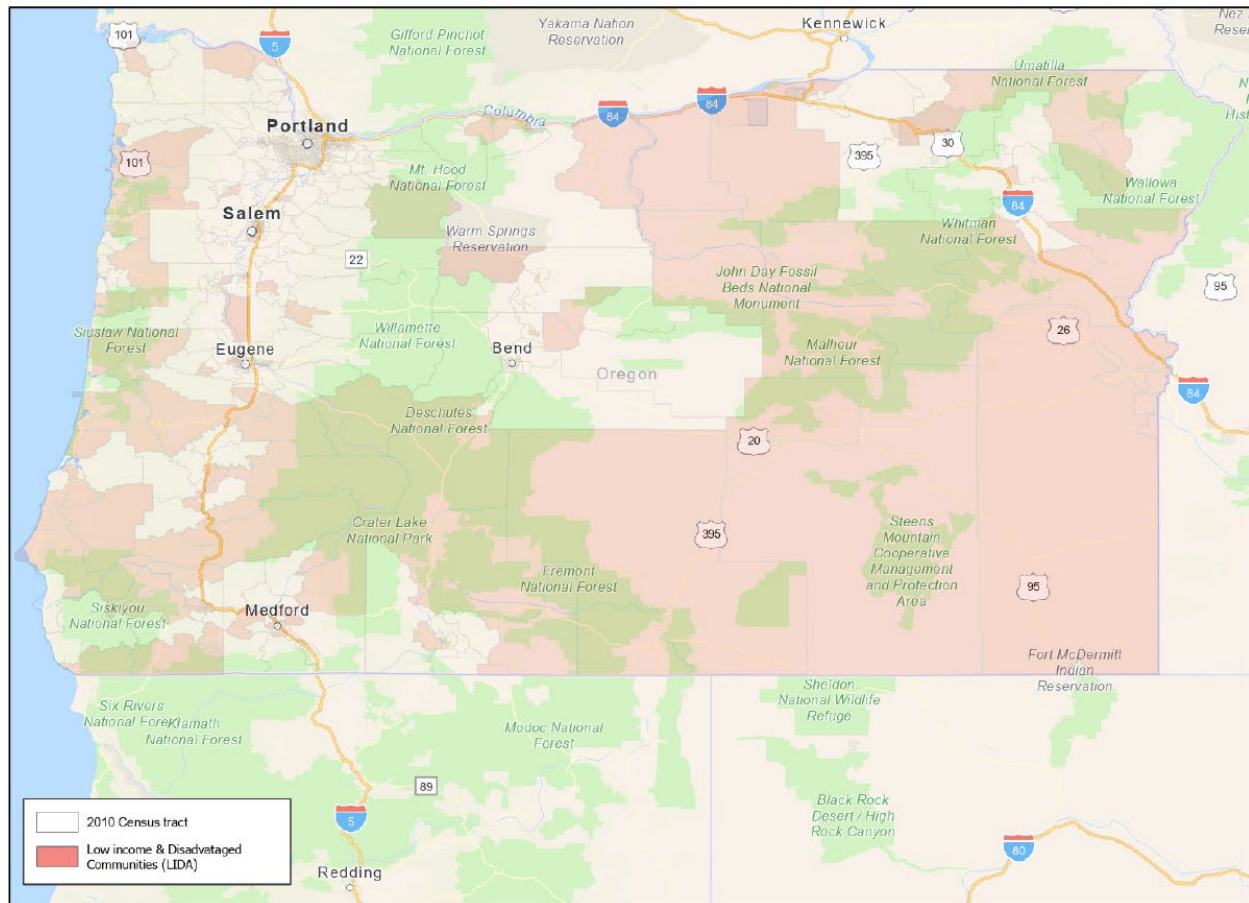 101
5
Gifford Pinchot
National Forest
Yakama Nation
Reservation
Kennewick
Umatilla
National Forest
Columbia
84
84
Portland
101
Mt. Hood
National Forest
395
30
84
Wallowa
National Forest
Salem
22
Warm Springs
Reservation
Whitman
National Forest
John Day Fossil
Beds National
Monument
95
26
Siuslaw National
Forest
Willamette
National Forest
Eugene
Bend
Oregon
Malheur
National Forest
84
Deschutes
National Forest
20
Crater Lake
National Park
395
Steens
Mountain
Cooperative
Management
and Protection
Area
Fremont
National Forest
95
Siskiyou
National Forest
Medford
Fort McDermitt
Indian
Reservation
Six Rivers
National Forest
Klamath
National Forest
Modoc National
Forest
Sheldon
National Wildlife
Refuge
89
5
Black Rock
Desert / High
Rock Canyon
80
Redding
2010 Census tract
Low income & Disadvataged
Communities (LIDA)